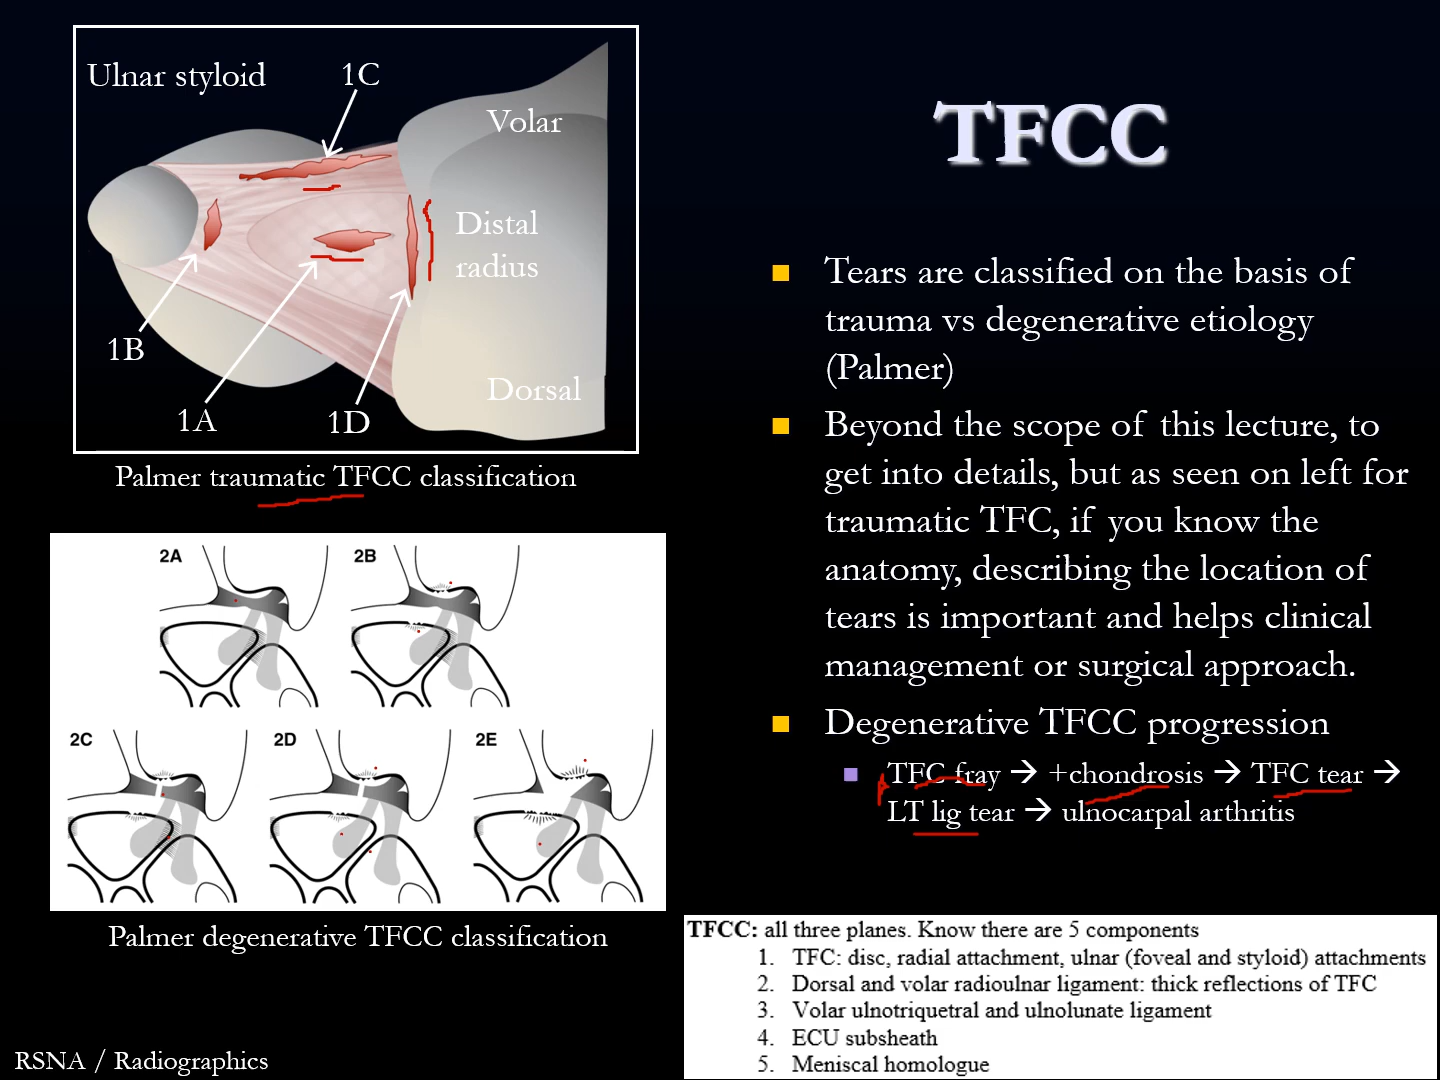 TFCC
Ulnar styloid
1C
Volar
Distal
radius
1B
1A
1D
Dorsal
Palmer traumatic TFCC classification
2A
2B
2C
2D
2E
Palmer degenerative TFCC classification
RSNA / Radiographics
Tears are classified on the basis of
trauma vs degenerative etiology
(Palmer)
Beyond the scope of this lecture, to
get into details, but as seen on left for
traumatic TFC, if you know the
anatomy, describing the location of
tears is important and helps clinical
management or surgical approach.
Degenerative TFCC progression
TFC fray → +chondrosis → TFC tear →
LT lig tear → ulnocarpal arthritis
TFCC: all three planes. Know there are 5 components
1. TFC: disc, radial attachment, ulnar (foveal and styloid) attachments
2. Dorsal and volar radioulnar ligament: thick reflections of TFC
3. Volar ulnotriquetral and ulnolunate ligament
4. ECU subsheath
5. Meniscal homologue